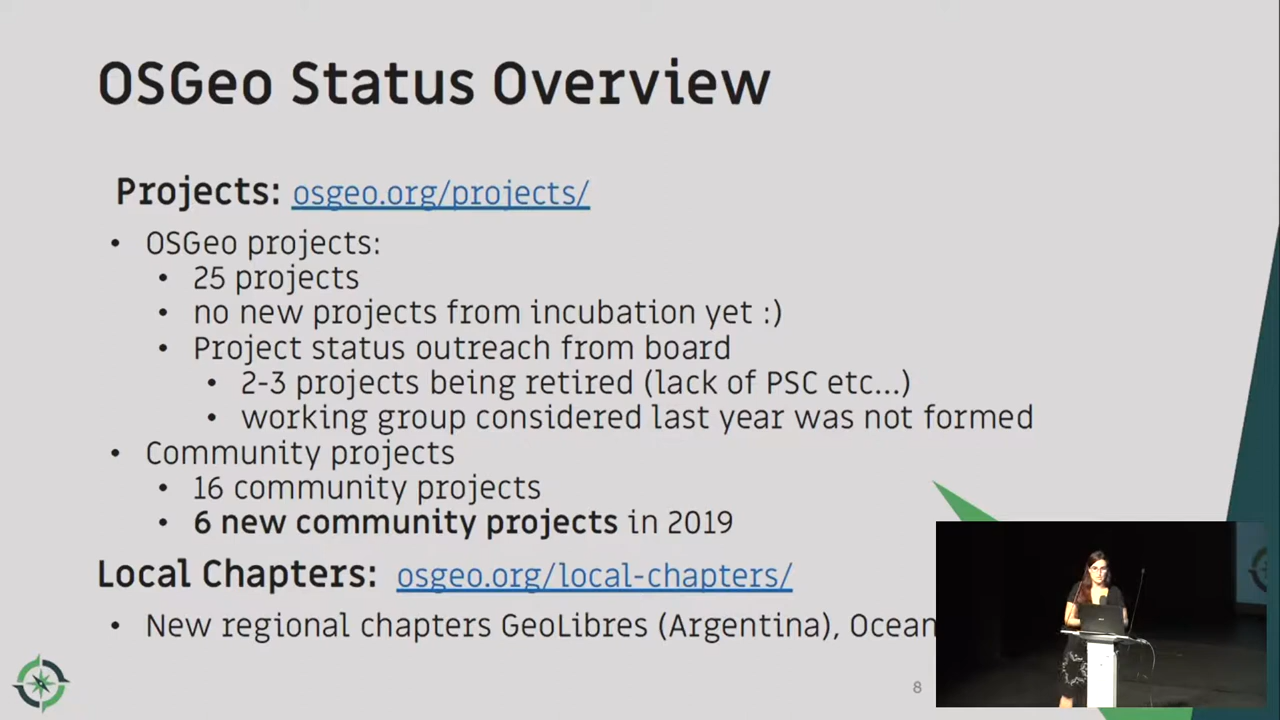 OSGeo Status Overview
Projects: osgeo.org/projects/
• OSGeo projects:
• 25 projects
• no new projects from incubation yet :)
• Project status outreach from board
• 2-3 projects being retired (lack of PSC etc...)
• working group considered last year was not formed
• Community projects
• 16 community projects
• 6 new community projects in 2019
Local Chapters: osgeo.org/local-chapters/
• New regional chapters GeoLibres (Argentina),
8